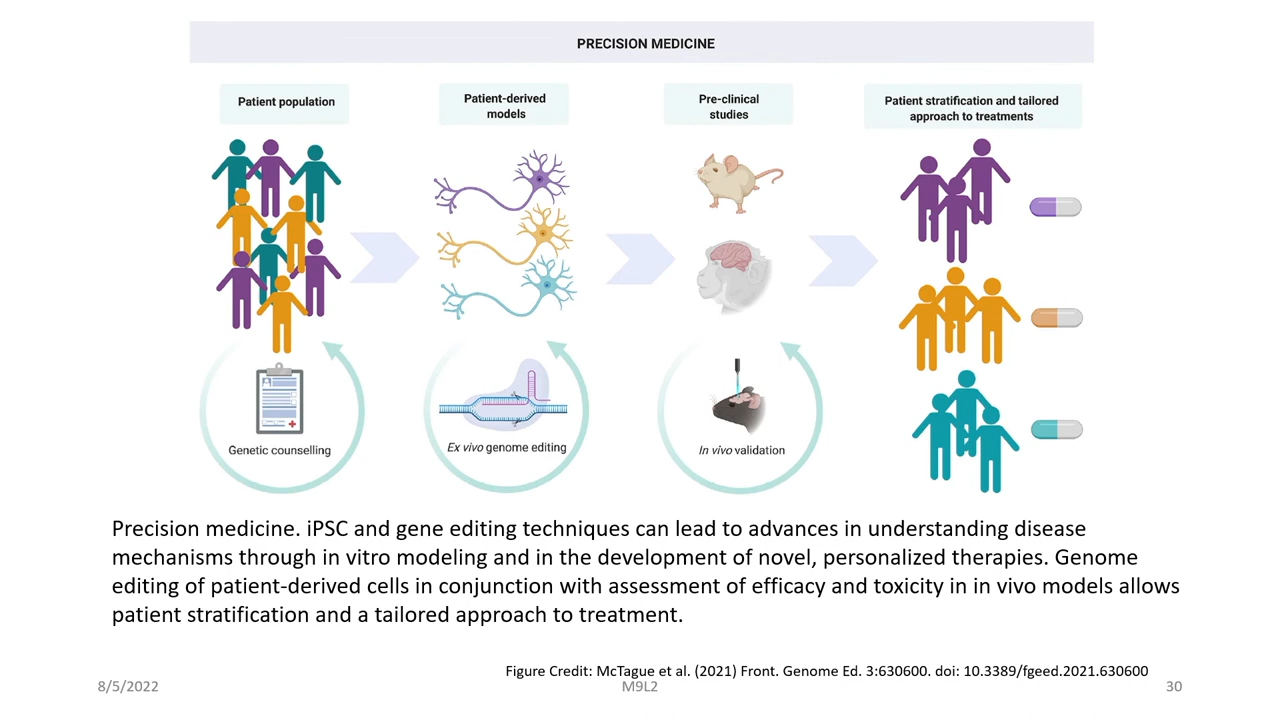 PRECISION MEDICINE
Patient population
Patient-derived
models
Pre-clinical
studies
Patient stratification and tailored
approach to treatments
Genetic counselling
Ex vivo genome editing
In vivo validation
Precision medicine. iPSC and gene editing techniques can lead to advances in understanding disease
mechanisms through in vitro modeling and in the development of novel, personalized therapies. Genome
editing of patient-derived cells in conjunction with assessment of efficacy and toxicity in in vivo models allows
patient stratification and a tailored approach to treatment.
Figure Credit: McTague et al. (2021) Front. Genome Ed. 3:630600. doi: 10.3389/fgeed.2021.630600
8/5/2022
M9L2
30